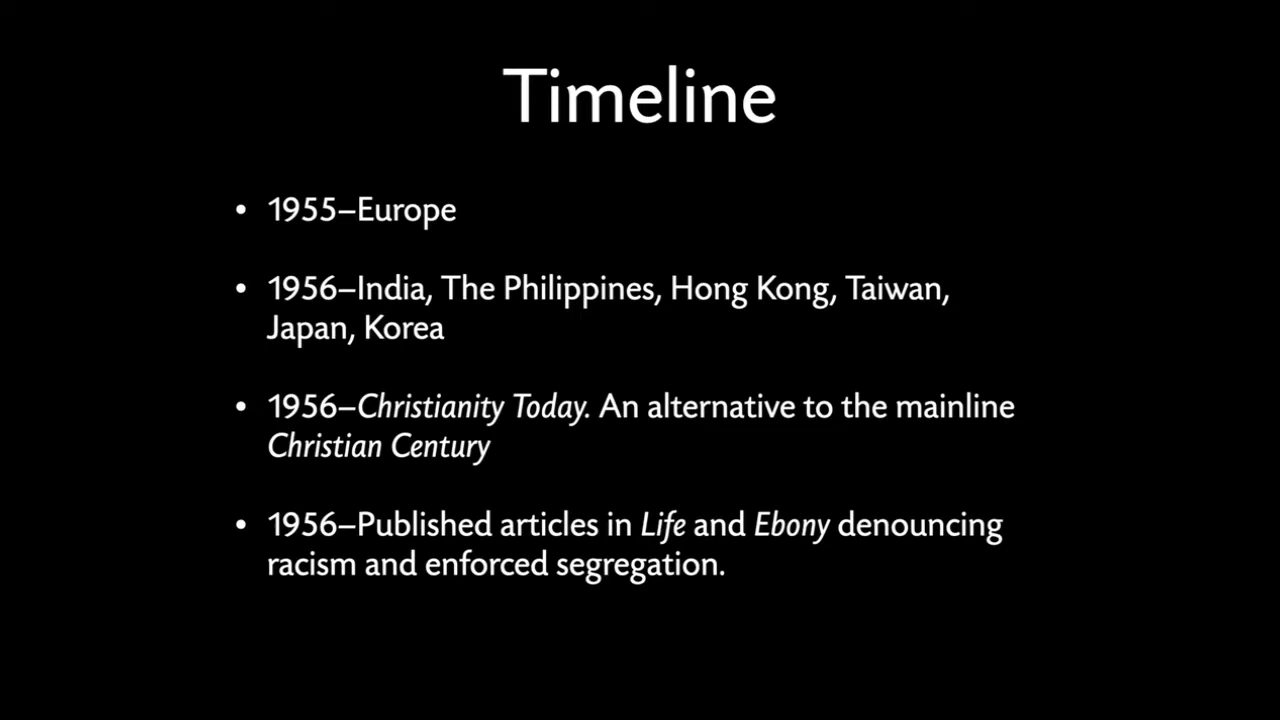 Timeline
• 1955–Europe
• 1956–India, The Philippines, Hong Kong, Taiwan,
Japan, Korea
• 1956–Christianity Today. An alternative to the mainline
Christian Century
• 1956–Published articles in Life and Ebony denouncing
racism and enforced segregation.